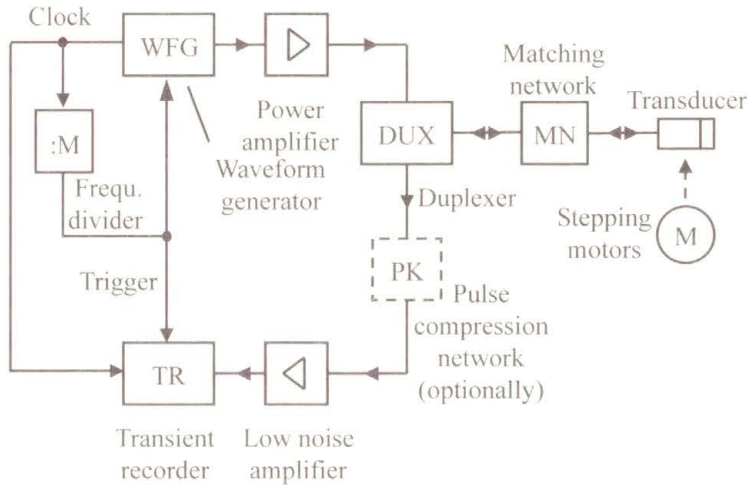 Clock
WFG
Matching
network
Transducer
Power
amplifier
DUX
MN
:M
Waveform
generator
Frequ.
divider
Duplexer
Stepping
motors
M
PK
Trigger
Pulse
compression
network
(optionally)
TR
Transient
recorder
Low noise
amplifier